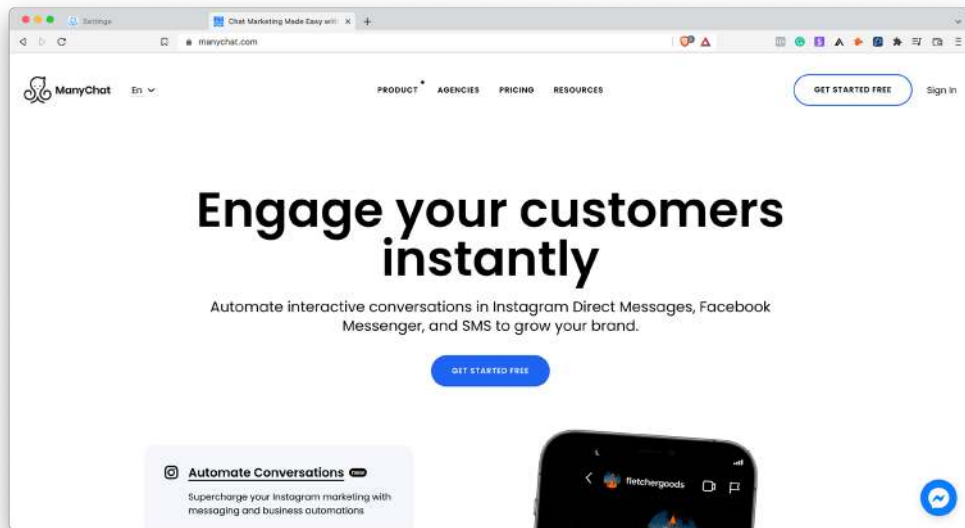 Settings
Chat Marketing Made Easy with
manychat.com
ManyChat
En
PRODUCT AGENCIES PRICING RESOURCES
GET STARTED FREE
Sign In
Engage your customers
instantly
Automate interactive conversations in Instagram Direct Messages, Facebook
Messenger, and SMS to grow your brand.
GET STARTED FREE
Automate Conversations new
Supercharge your Instagram marketing with
messaging and business automations
fletchergoods